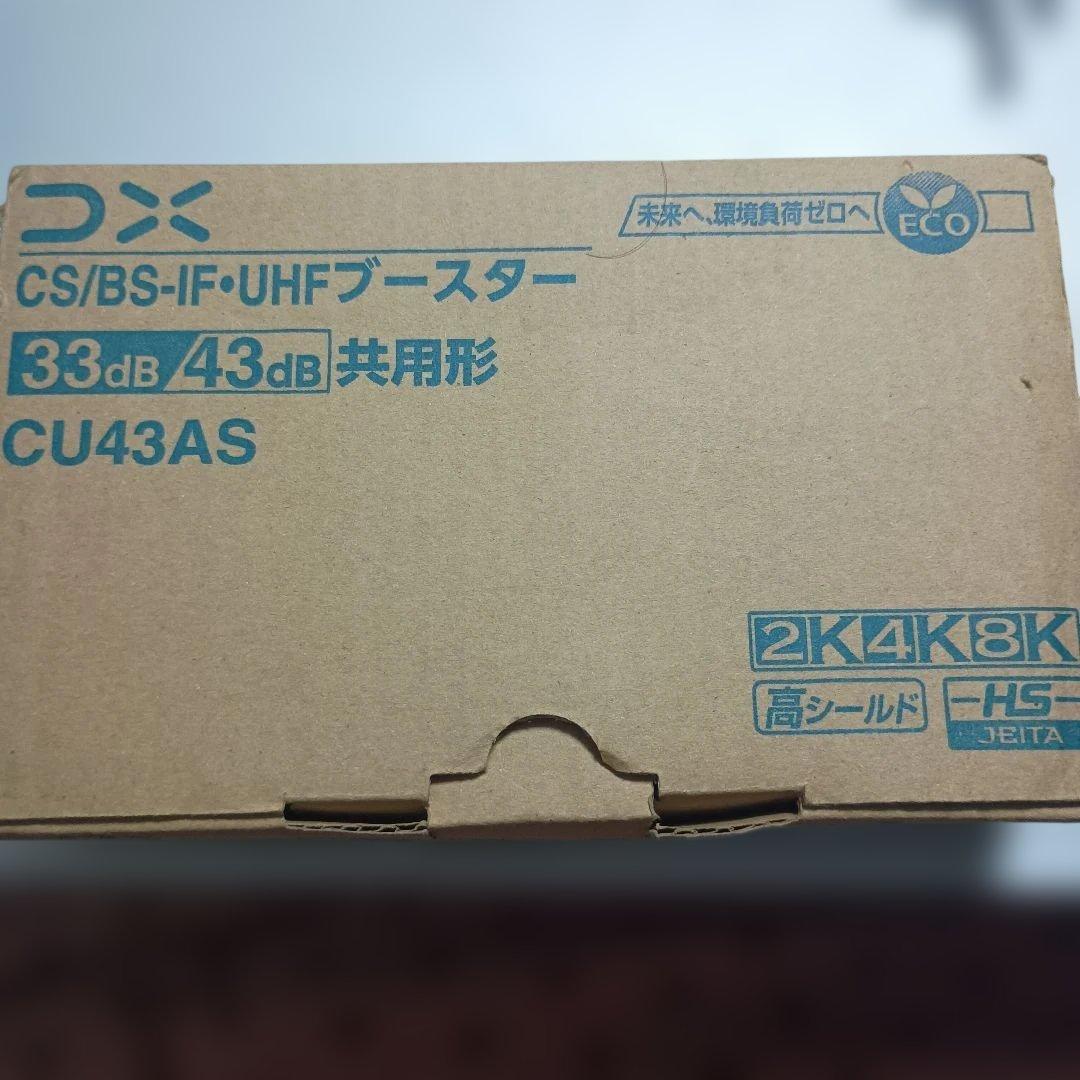 DX
未来へ、環境負荷ゼロへ ECO
CS/BS-IF•UHFブースター
33dB/43dB 共用形
CU43AS
2K4K8K
高シールド
-HS-
JEITA